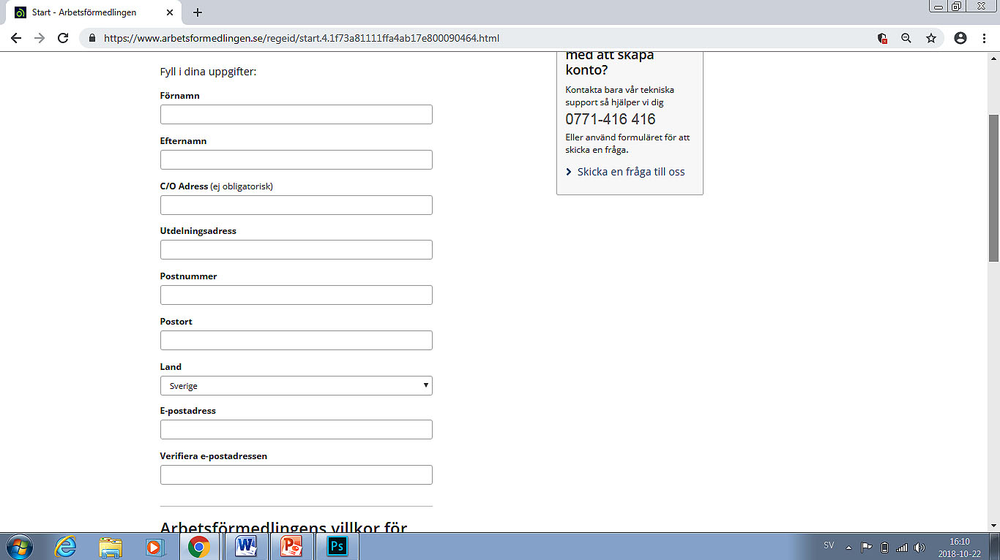 Start - Arbetsförmedlingen
https://www.arbetsformedlingen.se/regeid/start.4.1f73a81111ffa4ab17e800090464.html
Fyll i dina uppgifter:
Förnamn
Efternamn
C/O Adress (ej obligatorisk)
Utdelningsadress
Postnummer
Postort
Land
Sverige
E-postadress
Verifiera e-postadressen
Arbetsförmedlingens villkor för
med att skapa
konto?
Kontakta bara vår tekniska
support så hjälper vi dig
0771-416 416
Eller använd formuläret för att
skicka en fråga.
Skicka en fråga till oss
W
P
Ps
SV
16:10
2018-10-22